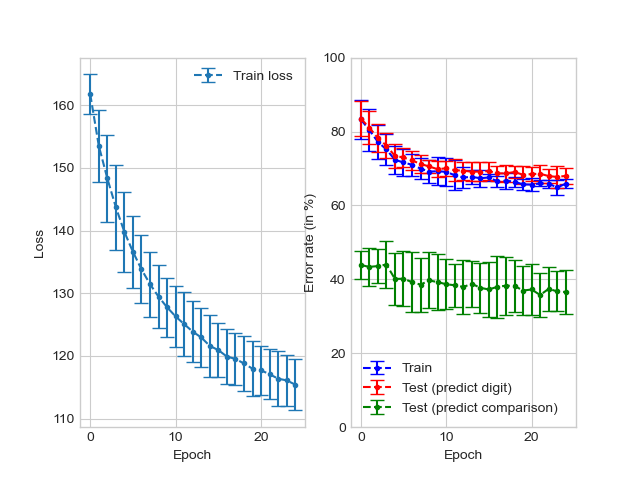 Train loss
160
150
140
130
120
110
Loss
0
10
20
Epoch
100
80
60
40
20
0
Error rate (in %)
Train
Test (predict digit)
Test (predict comparison)
0
10
20
Epoch